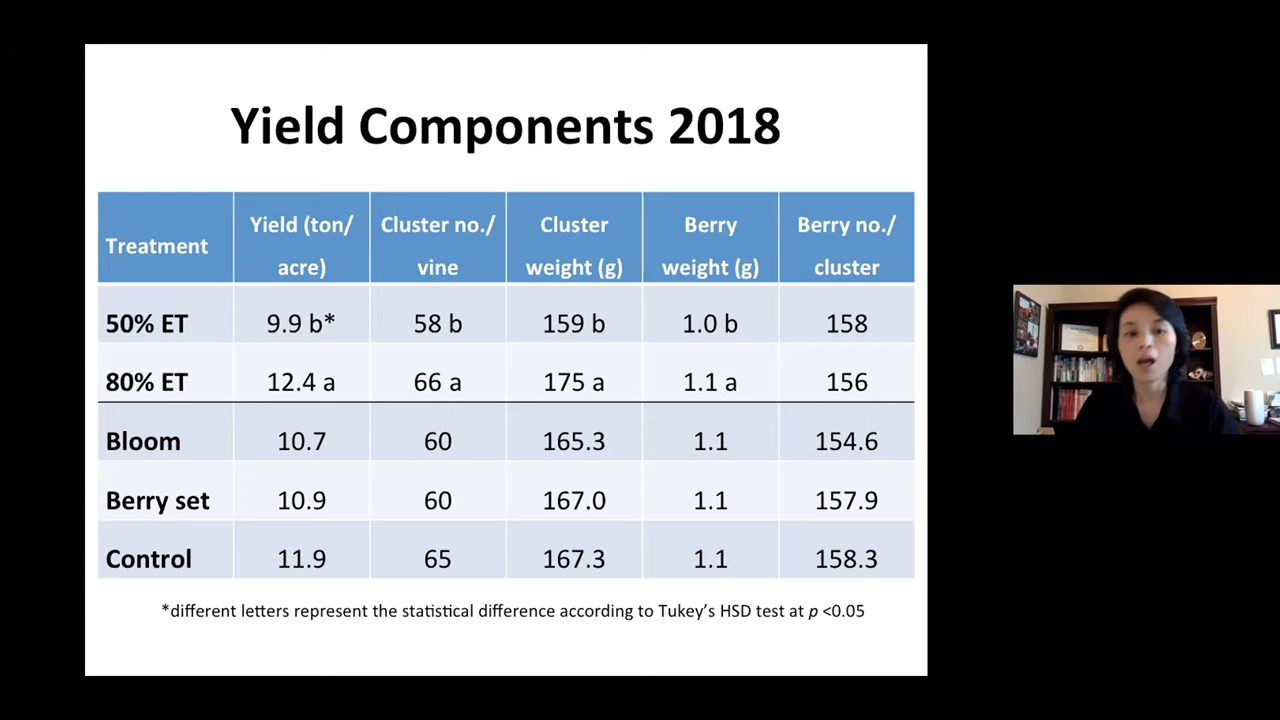 Yield Components 2018
Treatment Yield (ton/ acre) Cluster no./ vine Cluster weight (g) Berry weight (g) Berry no./ cluster
50% ET 9.9 b* 58 b 159 b 1.0 b 158
80% ET 12.4 a 66 a 175 a 1.1 a 156
Bloom 10.7 60 165.3 1.1 154.6
Berry set 10.9 60 167.0 1.1 157.9
Control 11.9 65 167.3 1.1 158.3
*different letters represent the statistical difference according to Tukey’s HSD test at p <0.05